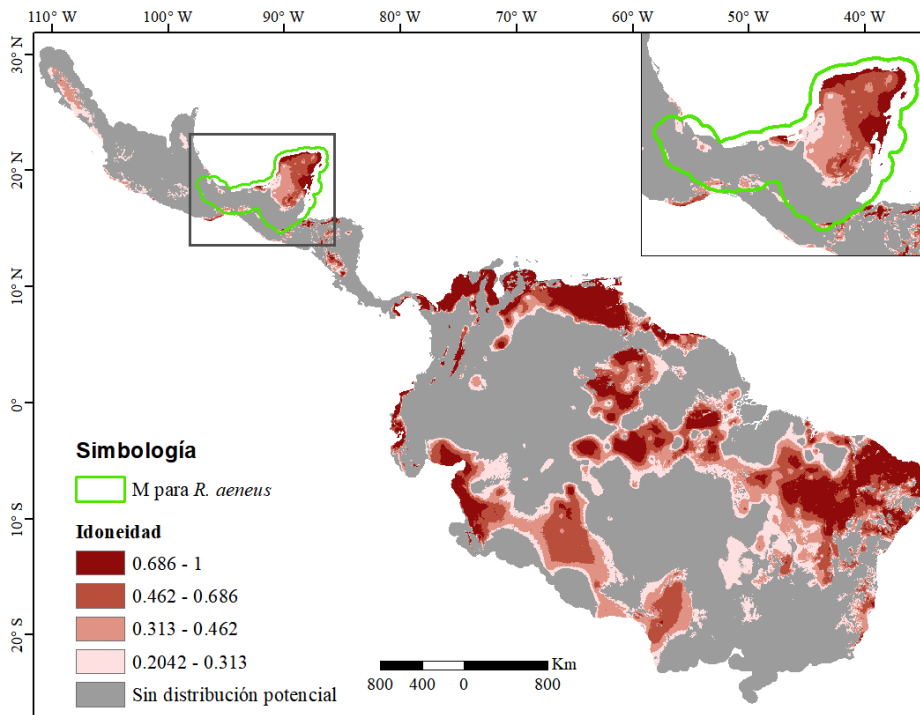 110° W 100° W 90° W 80° W 70° W 60° W 50° W 40° W
30° N
20° N
10° N
0°
10° S
20° S
Simbología
M para R. aeneus
Idoneidad
0.686 - 1
0.462 - 0.686
0.313 - 0.462
0.2042 - 0.313
Sin distribución potencial
Km
800 400 0 800